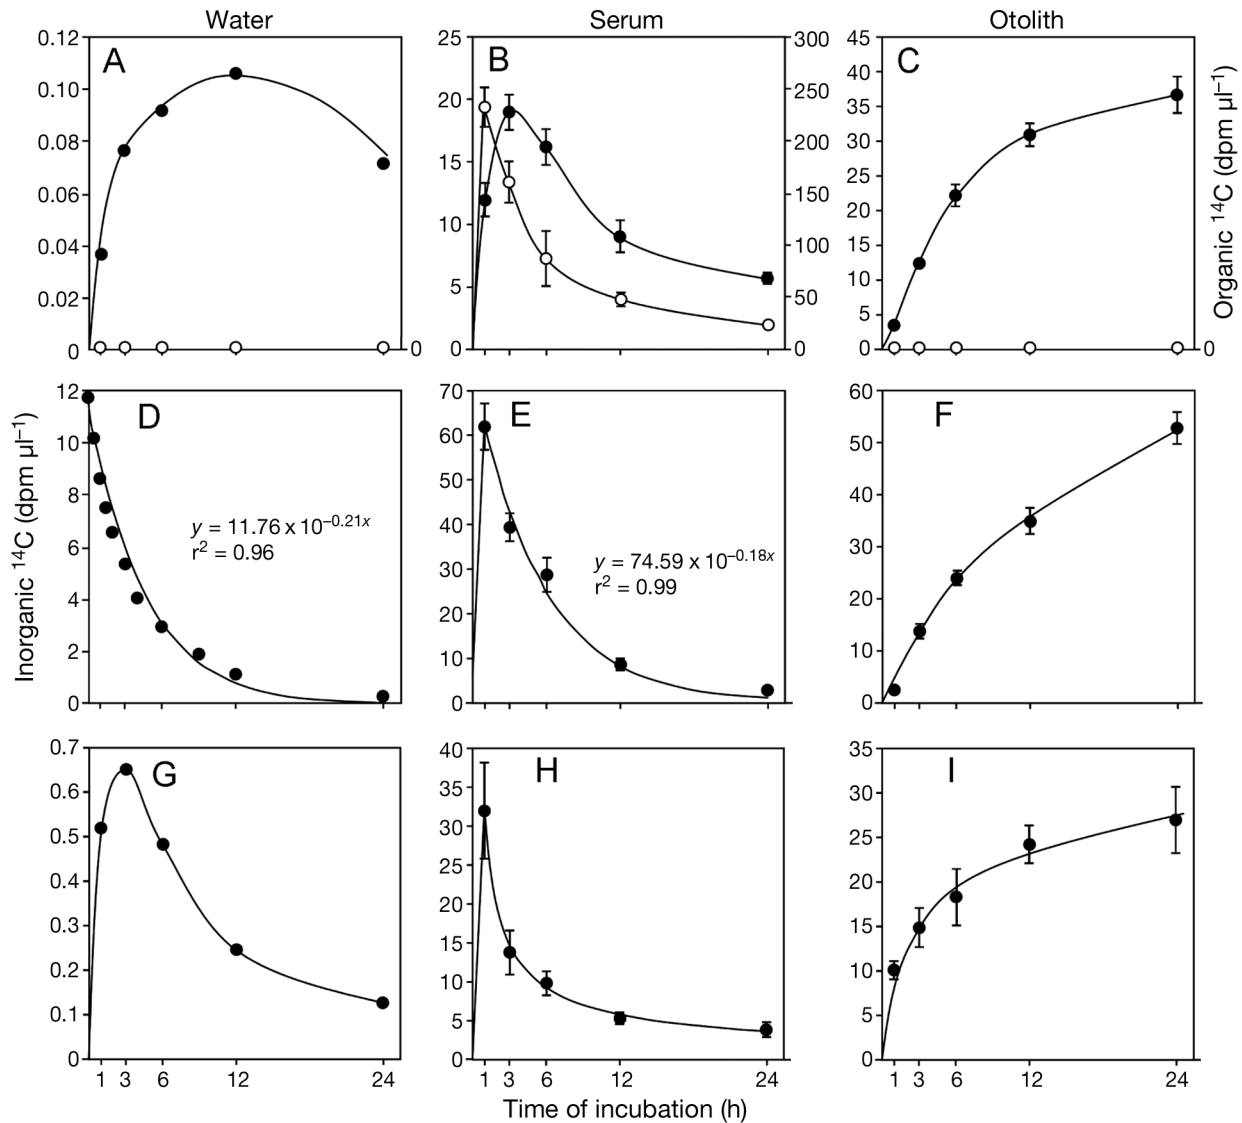 Water Serum Otolith
A B C
0.12 0.10 0.08 0.06 0.04 0.02 0
0
25 20 15 10 5 0
300 250 200 150 100 50 0
45 40 35 30 25 20 15 10 5 0
0
Organic ¹⁴C (dpm µl⁻¹)
Inorganic ¹⁴C (dpm µl⁻¹)
D E F
12 10 8 6 4 2 0
y = 11.76 x 10⁻⁰·²¹ˣ
r² = 0.96
70 60 50 40 30 20 10 0
y = 74.59 x 10⁻⁰·¹⁸ˣ
r² = 0.99
60 50 40 30 20 10 0
G H I
0.7 0.6 0.5 0.4 0.3 0.2 0.1 0
40 35 30 25 20 15 10 5 0
35 30 25 20 15 10 5 0
1 3 6 12 24 1 3 6 12 24 1 3 6 12 24
Time of incubation (h)